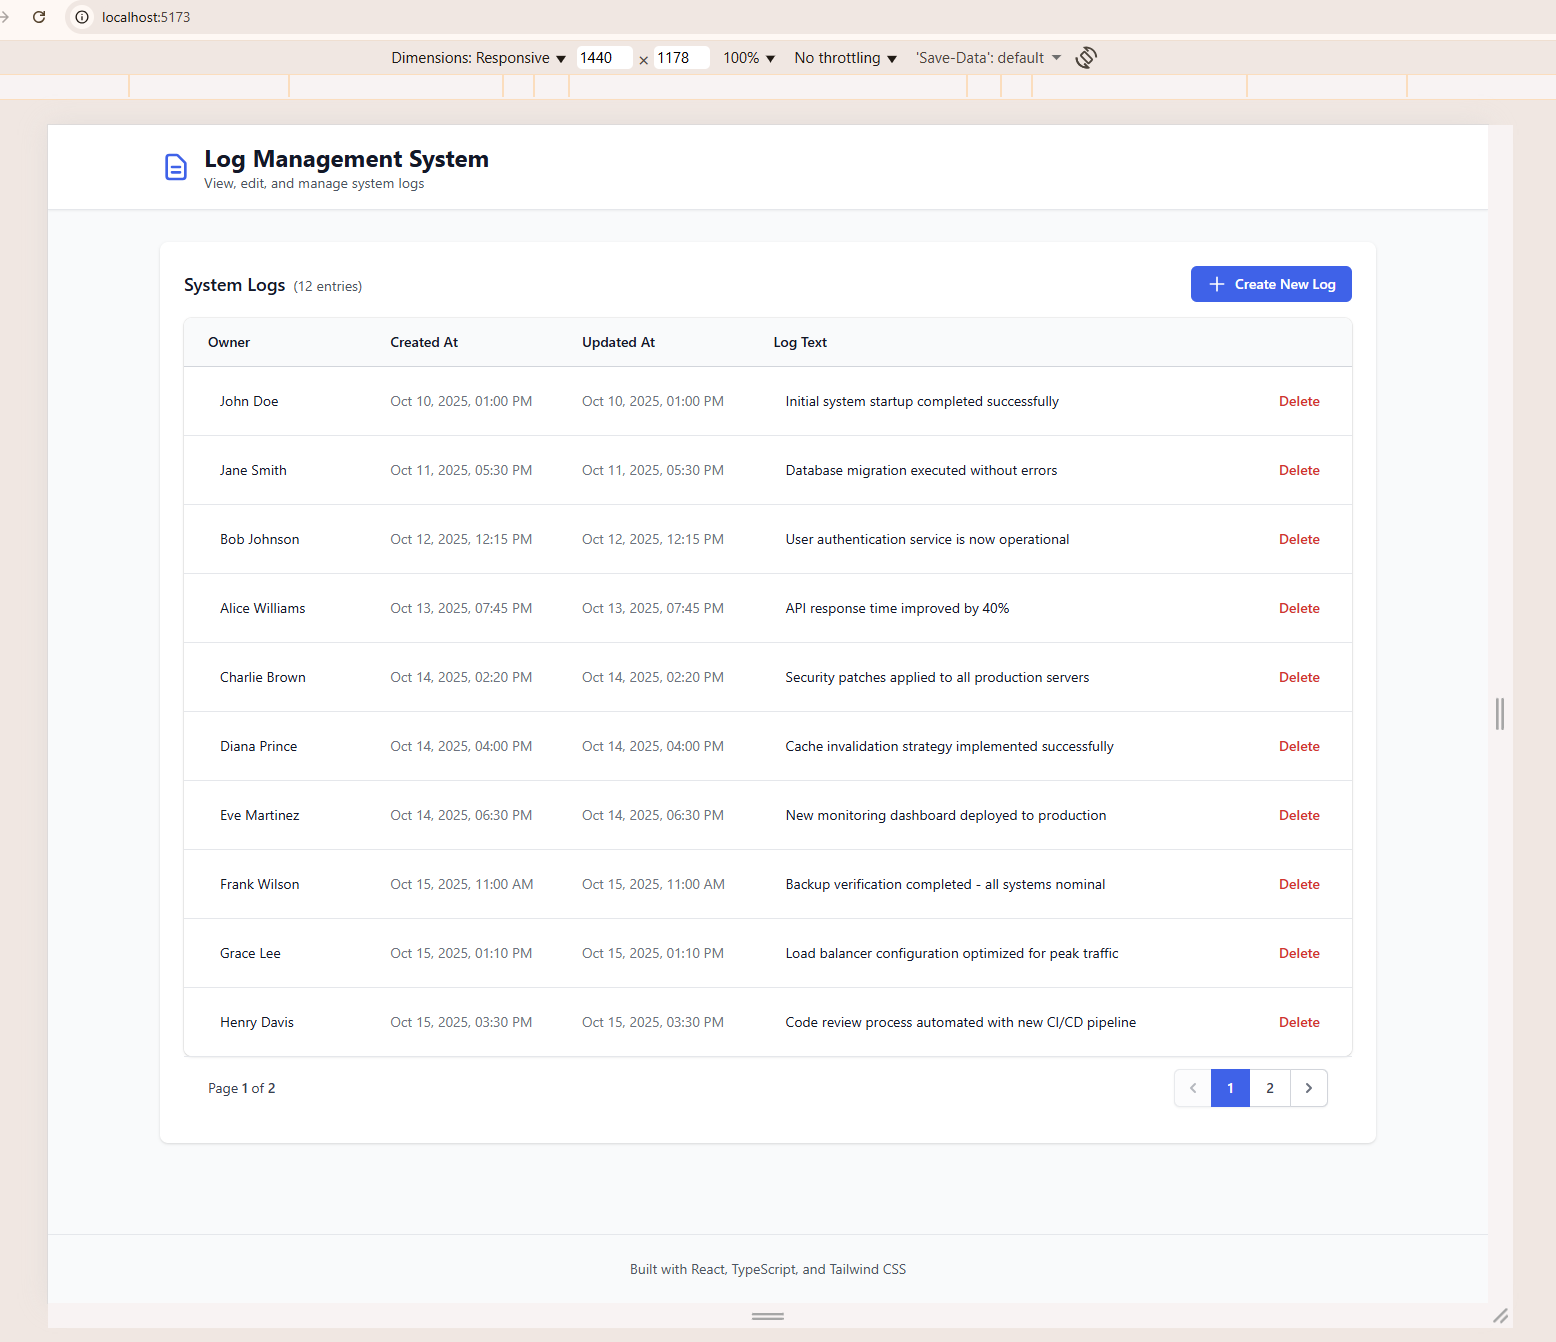 localhost:5173
Dimensions: Responsive 1440 × 1178 100% No throttling 'Save-Data': default
Log Management System
View, edit, and manage system logs
System Logs (12 entries) Create New Log
Owner Created At Updated At Log Text
John Doe Oct 10, 2025, 01:00 PM Oct 10, 2025, 01:00 PM Initial system startup completed successfully Delete
Jane Smith Oct 11, 2025, 05:30 PM Oct 11, 2025, 05:30 PM Database migration executed without errors Delete
Bob Johnson Oct 12, 2025, 12:15 PM Oct 12, 2025, 12:15 PM User authentication service is now operational Delete
Alice Williams Oct 13, 2025, 07:45 PM Oct 13, 2025, 07:45 PM API response time improved by 40% Delete
Charlie Brown Oct 14, 2025, 02:20 PM Oct 14, 2025, 02:20 PM Security patches applied to all production servers Delete
Diana Prince Oct 14, 2025, 04:00 PM Oct 14, 2025, 04:00 PM Cache invalidation strategy implemented successfully Delete
Eve Martinez Oct 14, 2025, 06:30 PM Oct 14, 2025, 06:30 PM New monitoring dashboard deployed to production Delete
Frank Wilson Oct 15, 2025, 11:00 AM Oct 15, 2025, 11:00 AM Backup verification completed - all systems nominal Delete
Grace Lee Oct 15, 2025, 01:10 PM Oct 15, 2025, 01:10 PM Load balancer configuration optimized for peak traffic Delete
Henry Davis Oct 15, 2025, 03:30 PM Oct 15, 2025, 03:30 PM Code review process automated with new CI/CD pipeline Delete
Page 1 of 2 1 2
Built with React, TypeScript, and Tailwind CSS